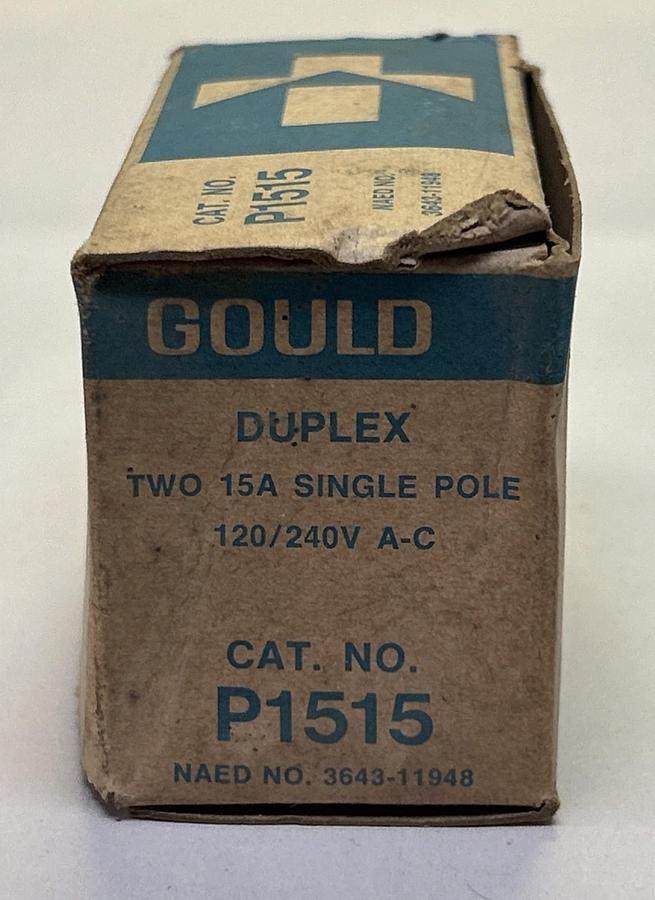 CAT. NO.
P1515
NAED NO.
3643-11948
GOULD
DUPLEX
TWO 15A SINGLE POLE
120/240V A-C
CAT. NO.
P1515
NAED NO. 3643-11948